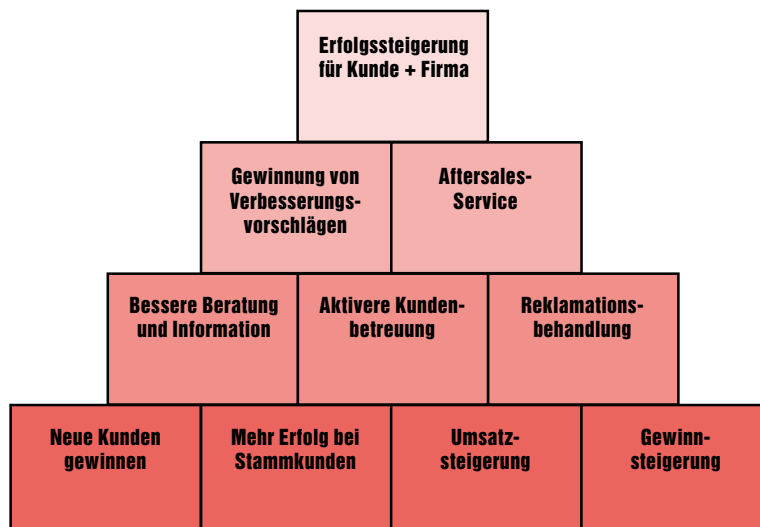 Erfolgssteigerung
für Kunde + Firma
Gewinnung von
Verbesserungs-
vorschlägen
Aftersales-
Service
Bessere Beratung
und Information
Aktivere Kunden-
betreuung
Reklamations-
behandlung
Neue Kunden
gewinnen
Mehr Erfolg bei
Stammkunden
Umsatz-
steigerung
Gewinn-
steigerung